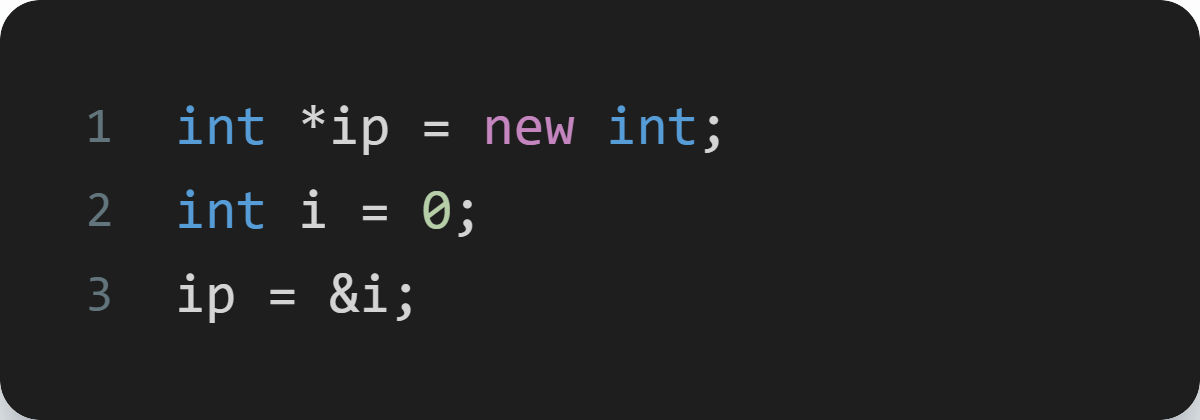 1 int *ip = new int;
2 int i = 0;
3 ip = &i;